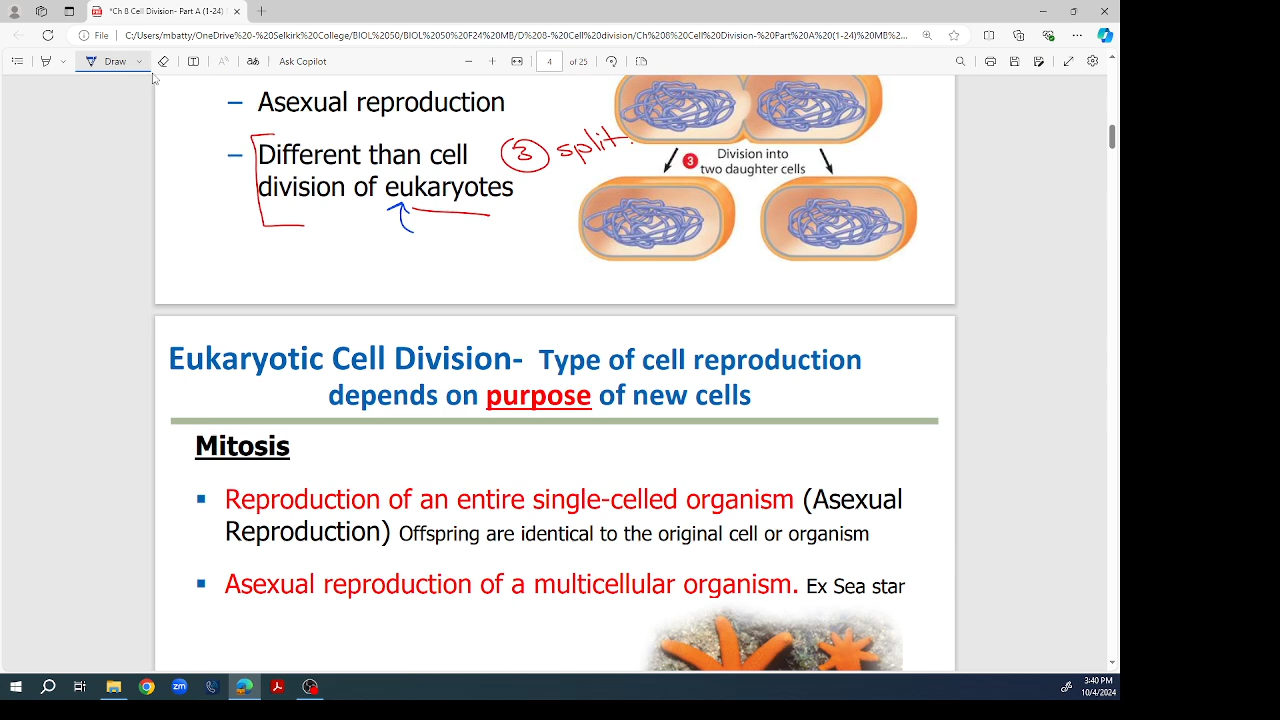 *Ch 8 Cell Division- Part A (1-24)
File
C:/Users/mbatty/OneDrive%20-%20Selkirk%20College/BIOL%2050/BIOL%2050%20F24%20MB/D%208-%20Cell%20division/Ch%208%20Cell%20Division-%20Part%20A%20(1-24)%20MB%2...
Draw
Ask Copilot
4 of 25
– Asexual reproduction
– Different than cell
division of eukaryotes
3 split
3 Division into
two daughter cells
Eukaryotic Cell Division- Type of cell reproduction
depends on purpose of new cells
Mitosis
▪ Reproduction of an entire single-celled organism (Asexual
Reproduction) Offspring are identical to the original cell or organism
▪ Asexual reproduction of a multicellular organism. Ex Sea star
zm
3:40 PM
10/4/2024